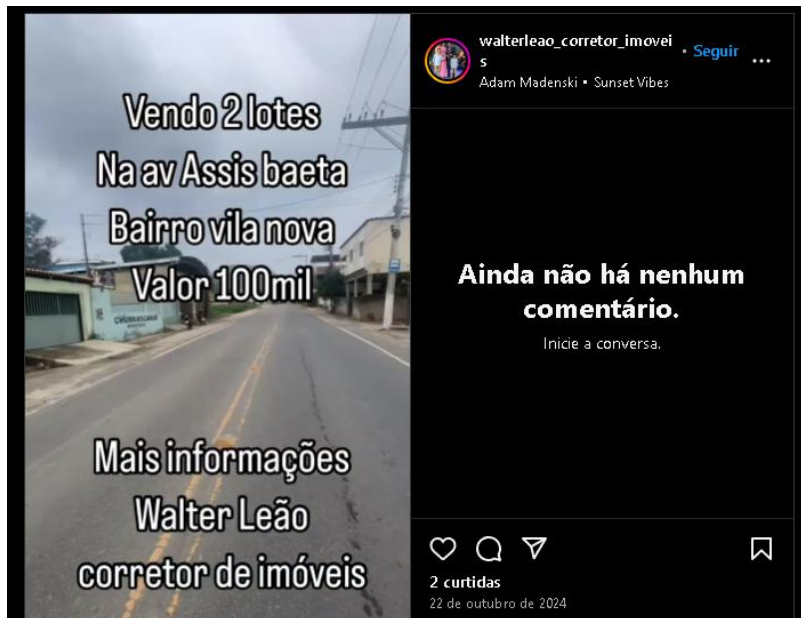 Vendo 2 lotes
Na av Assis baeta
Bairro vila nova
Valor 100mil
CHURRASCARIA
Mais informações
Walter Leão
corretor de imóveis
walterleao_corretor_imovei
s
• Seguir
...
Adam Madenski • Sunset Vibes
Ainda não há nenhum
comentário.
Inicie a conversa.
2 curtidas
22 de outubro de 2024